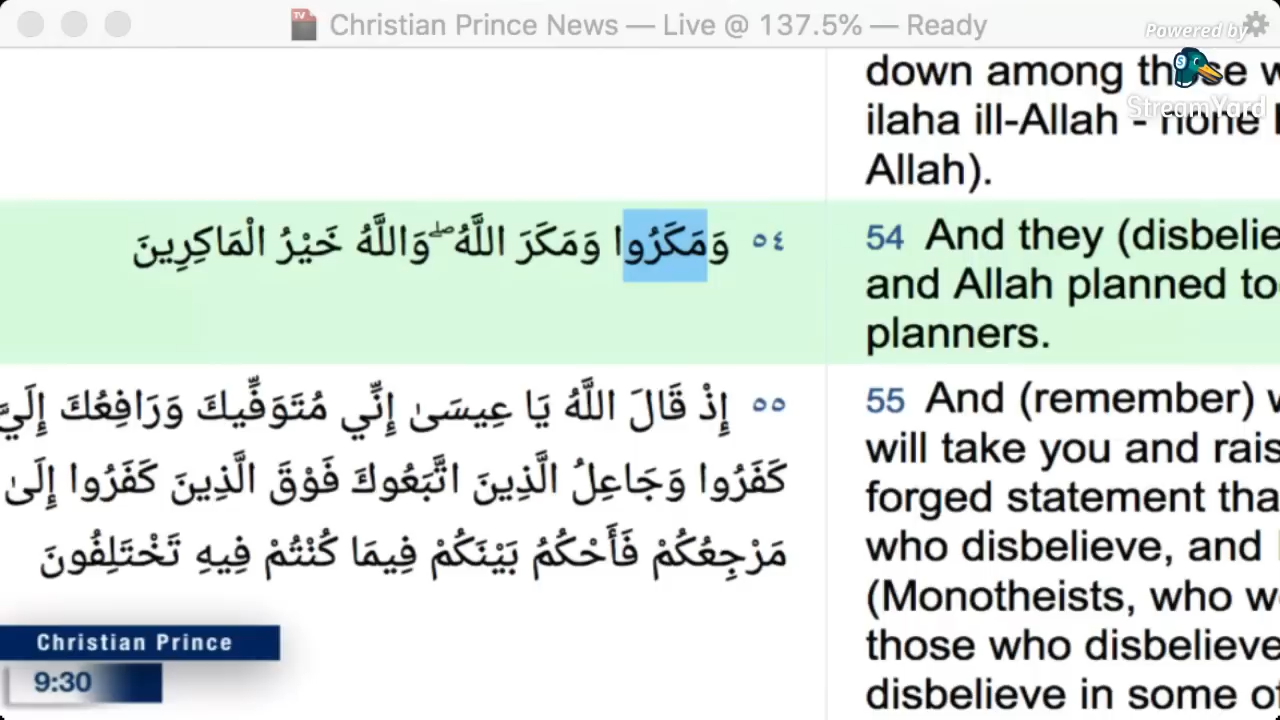 Christian Prince News — Live @ 137.5% — Ready
Powered by
StreamYard
down among those w
ilaha ill-Allah - none
Allah).
٥٤ وَمَكَرُوا وَمَكَرَ اللَّهُ ۖ وَاللَّهُ خَيْرُ الْمَاكِرِينَ
54 And they (disbelie
and Allah planned to
planners.
٥٥ إِذْ قَالَ اللَّهُ يَا عِيسَىٰ إِنِّي مُتَوَفِّيكَ وَرَافِعُكَ إِلَيَّ
كَفَرُوا وَجَاعِلُ الَّذِينَ اتَّبَعُوكَ فَوْقَ الَّذِينَ كَفَرُوا إِلَىٰ
مَرْجِعُكُمْ فَأَحْكُمُ بَيْنَكُمْ فِيمَا كُنْتُمْ فِيهِ تَخْتَلِفُونَ
55 And (remember) w
will take you and rais
forged statement tha
who disbelieve, and
(Monotheists, who w
those who disbelieve
disbelieve in some of
Christian Prince
9:30